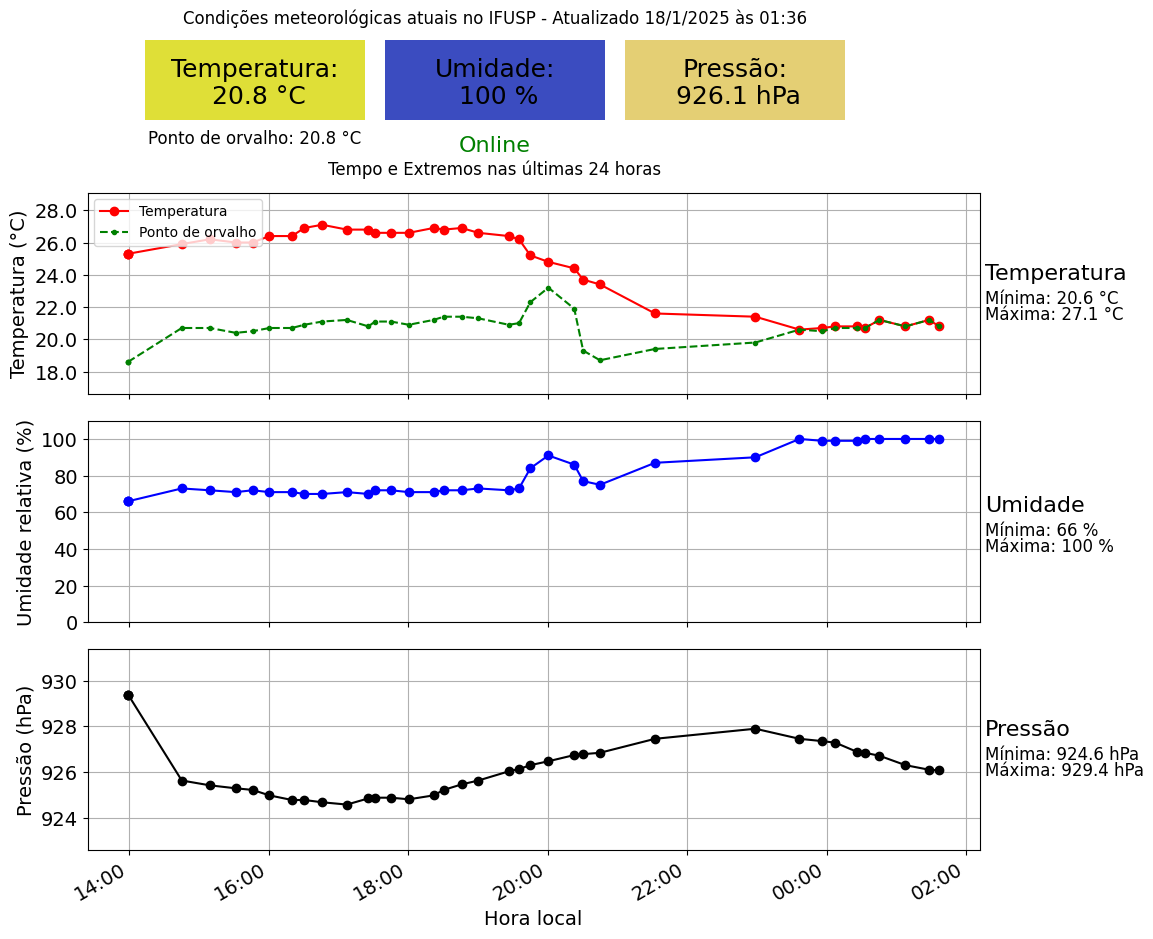 Condições meteorológicas atuais no IFUSP - Atualizado 18/1/2025 às 01:36
Temperatura:
20.8 °C
Umidade:
100 %
Pressão:
926.1 hPa
Ponto de orvalho: 20.8 °C
Online
Tempo e Extremos nas últimas 24 horas
Temperatura (°C)
28.0
26.0
24.0
22.0
20.0
18.0
Temperatura
Ponto de orvalho
Temperatura
Mínima: 20.6 °C
Máxima: 27.1 °C
Umidade relativa (%)
100
80
60
40
20
0
Umidade
Mínima: 66 %
Máxima: 100 %
Pressão (hPa)
930
928
926
924
Pressão
Mínima: 924.6 hPa
Máxima: 929.4 hPa
14:00
16:00
18:00
20:00
22:00
00:00
02:00
Hora local